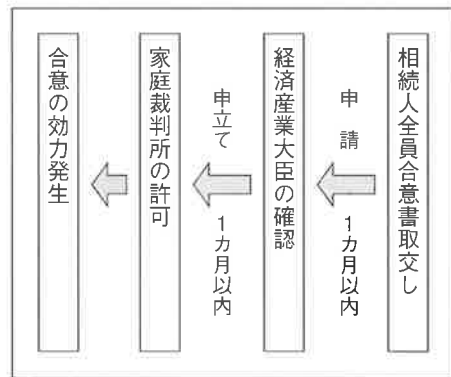 相続人全員合意書取交し
申請
1カ月以内
経済産業大臣の確認
申立て
1カ月以内
家庭裁判所の許可
合意の効力発生